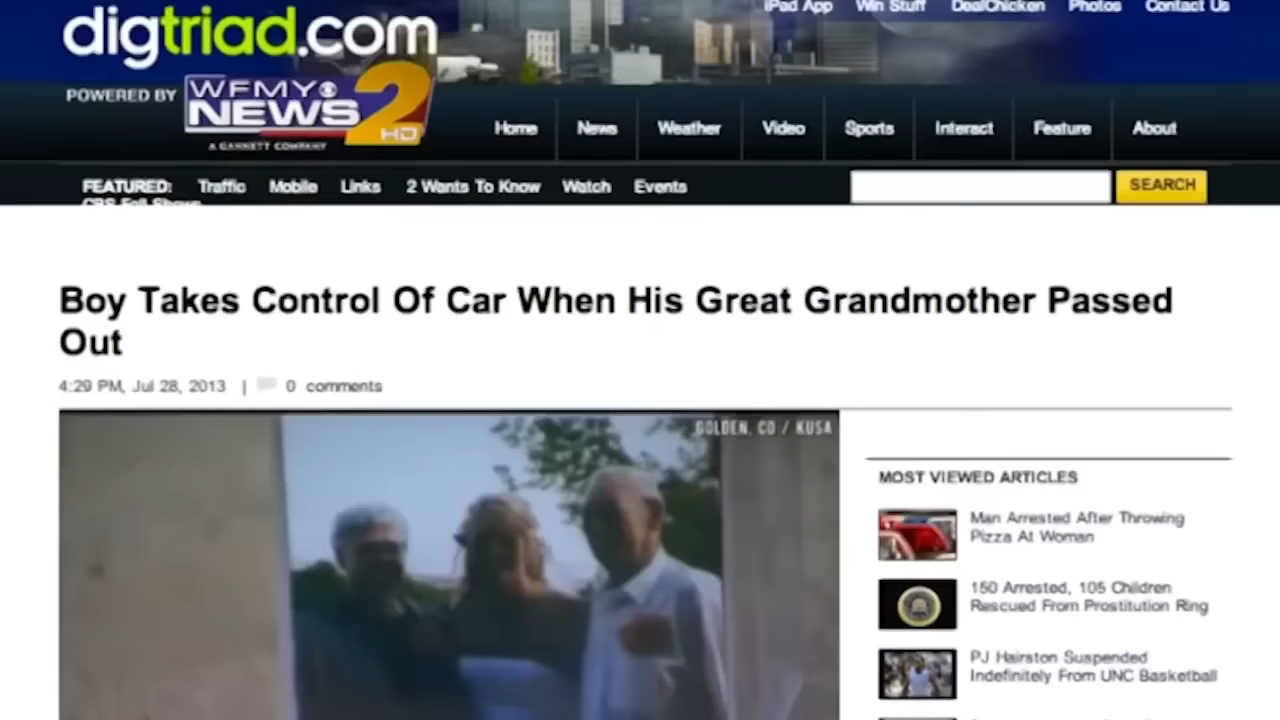 iPad App Win Stuff DealChicken Photos Contact Us
digtriad.com
POWERED BY WFMY NEWS 2 HD
A GANNETT COMPANY
Home News Weather Video Sports Interact Feature About
FEATURED: Traffic Mobile Links 2 Wants To Know Watch Events
SEARCH
CBS Fall Shows
Boy Takes Control Of Car When His Great Grandmother Passed
Out
4:29 PM, Jul 28, 2013 | 0 comments
GOLDEN, CO / KUSA
MOST VIEWED ARTICLES
Man Arrested After Throwing
Pizza At Woman
150 Arrested, 105 Children
Rescued From Prostitution Ring
PJ Hairston Suspended
Indefinitely From UNC Basketball